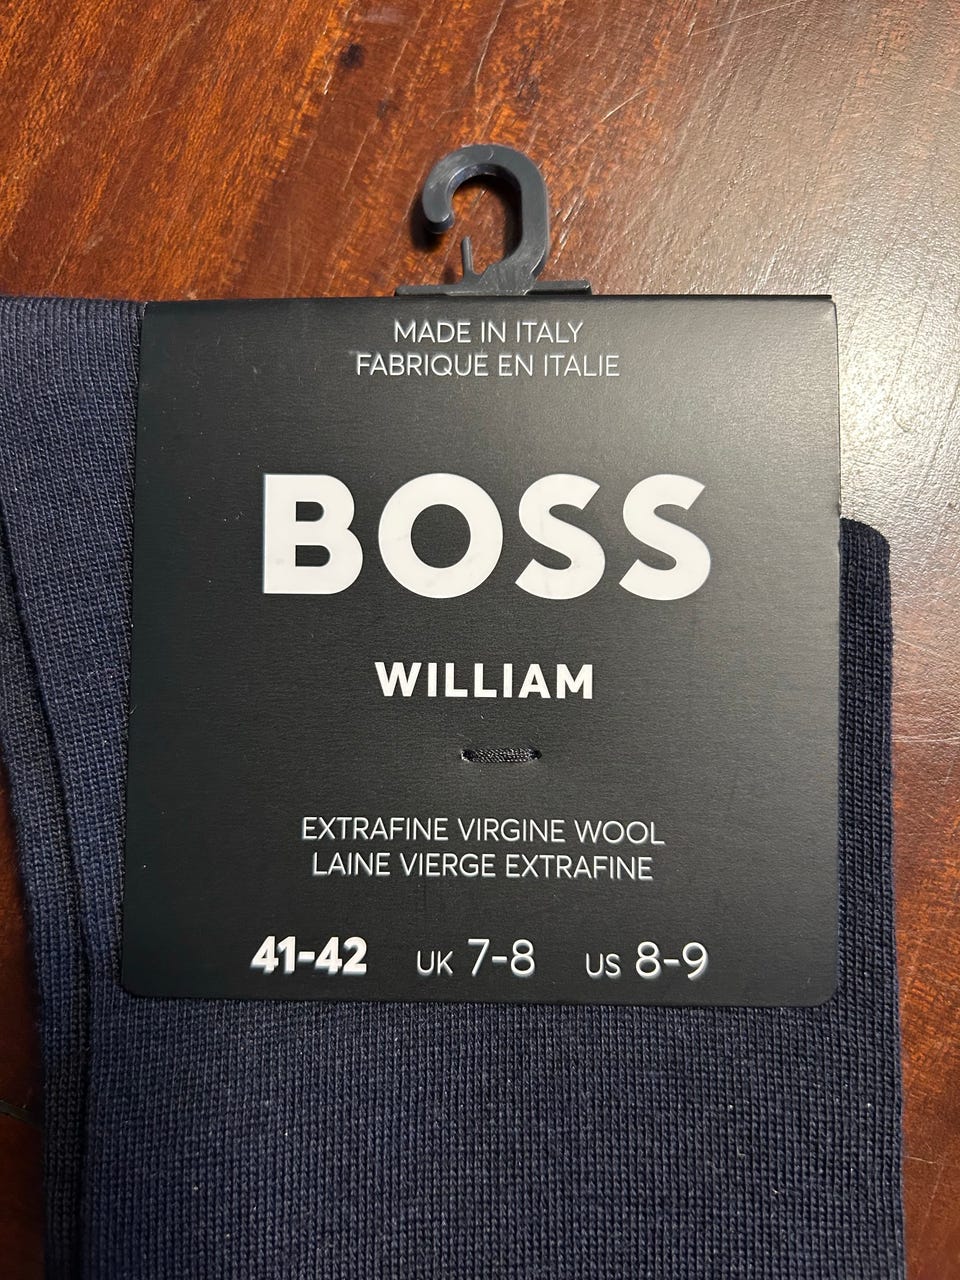 MADE IN ITALY
FABRIQUÉ EN ITALIE
BOSS
WILLIAM
EXTRAFINE VIRGINE WOOL
LAINE VIERGE EXTRAFINE
41-42 UK 7-8 US 8-9